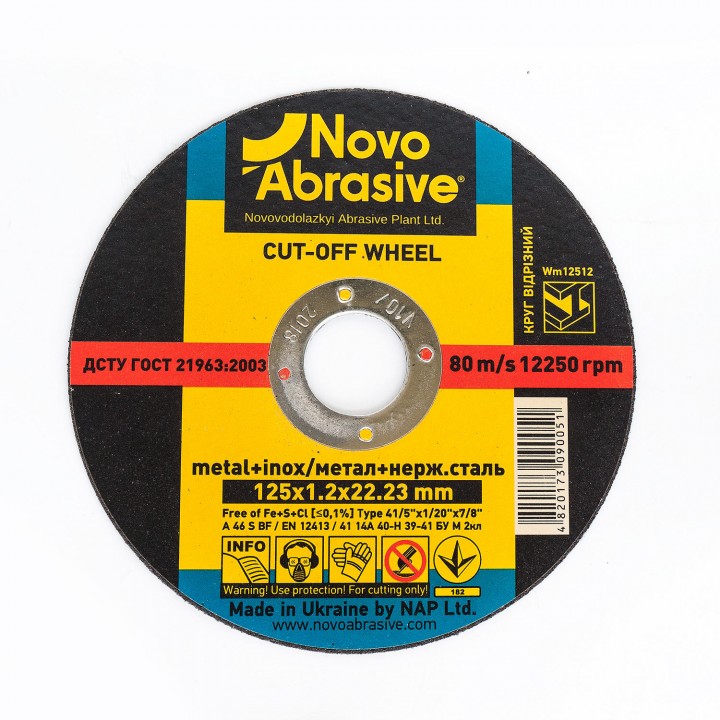 Novo
Abrasive®
Novovodolazkyi Abrasive Plant Ltd.
CUT-OFF WHEEL
КРУГ ВІДРІЗНИЙ
Wm12512
2018
V10/
ДСТУ ГОСТ 21963:2003
80 m/s 12250 rpm
metal+inox/метал+нерж.сталь
125x1.2x22.23 mm
Free of Fe+S+Cl [≤0,1%] Type 41/5"x1/20"x7/8"
A 46 S BF / EN 12413 / 41 14A 40-H 39-41 БУ М 2кл
4820173090051
INFO
Warning! Use protection! For cutting only!
182
Made in Ukraine by NAP Ltd.
www.novoabrasive.com